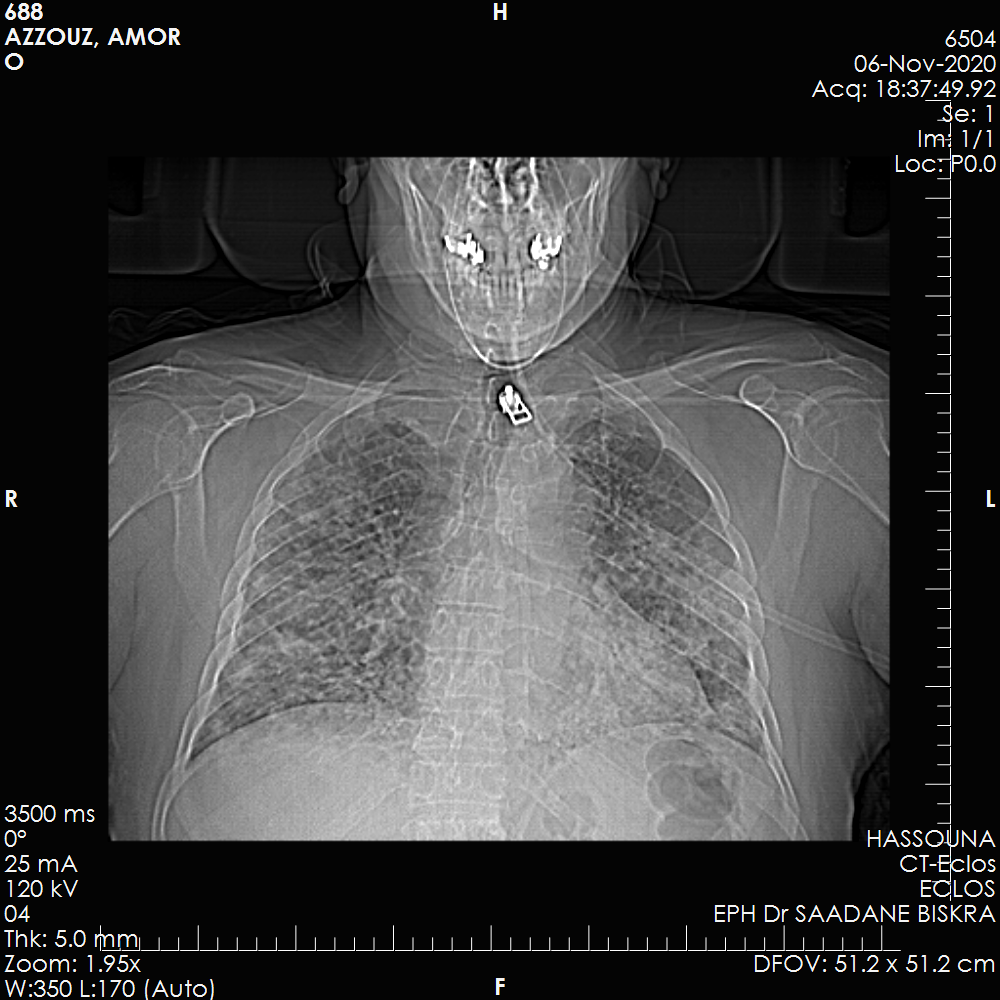 688
AZZOUZ, AMOR
O
H
6504
06-Nov-2020
Acq: 18:37:49.92
Se: 1
Im: 1/1
Loc: P0.0
R
L
3500 ms
0°
25 mA
120 kV
04
Thk: 5.0 mm
Zoom: 1.95x
W:350 L:170 (Auto)
F
HASSOUNA
CT-Eclos
ECLOS
EPH Dr SAADANE BISKRA
DFOV: 51.2 x 51.2 cm